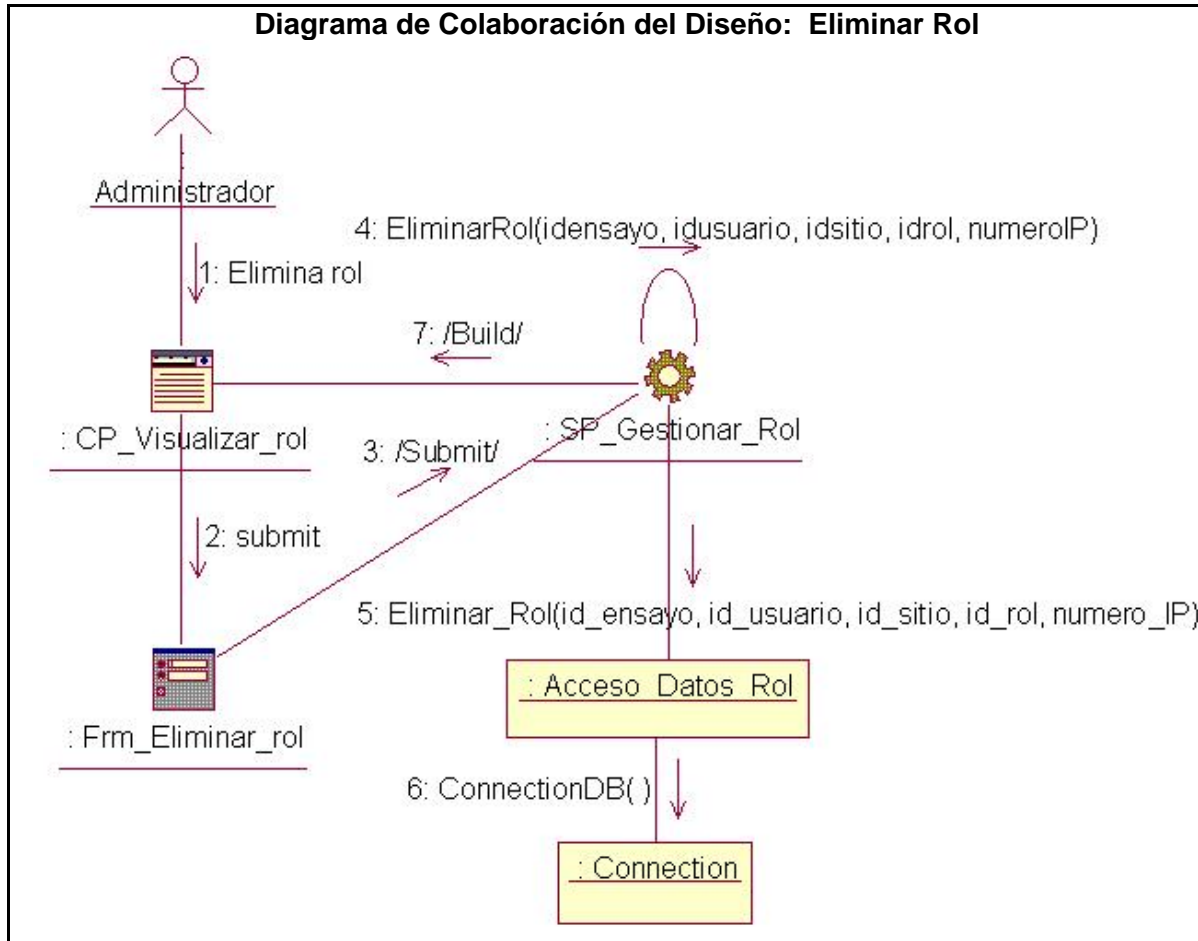 Diagrama de Colaboración del Diseño:  Eliminar Rol
Administrador
4: EliminarRol(idensayo, idusuario, idsitio, idrol, numeroIP)
1: Elimina rol
7: /Build/
: CP_Visualizar_rol
: SP_Gestionar_Rol
3: /Submit/
2: submit
5: Eliminar_Rol(id_ensayo, id_usuario, id_sitio, id_rol, numero_IP)
: Acceso_Datos_Rol
: Frm_Eliminar_rol
6: ConnectionDB( )
: Connection